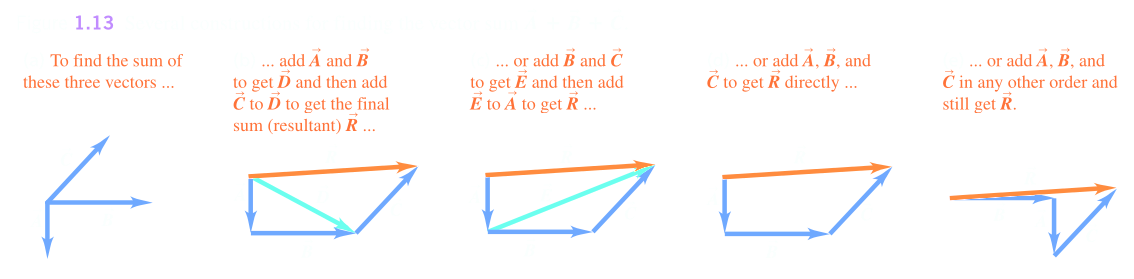 1.13
To find the sum of
these three vectors ...
... add A⃗ and B⃗
to get D⃗ and then add
C⃗ to D⃗ to get the final
sum (resultant) R⃗ ...
... or add B⃗ and C⃗
to get E⃗ and then add
E⃗ to A⃗ to get R⃗ ...
... or add A⃗, B⃗, and
C⃗ to get R⃗ directly ...
... or add A⃗, B⃗, and
C⃗ in any other order and
still get R⃗.